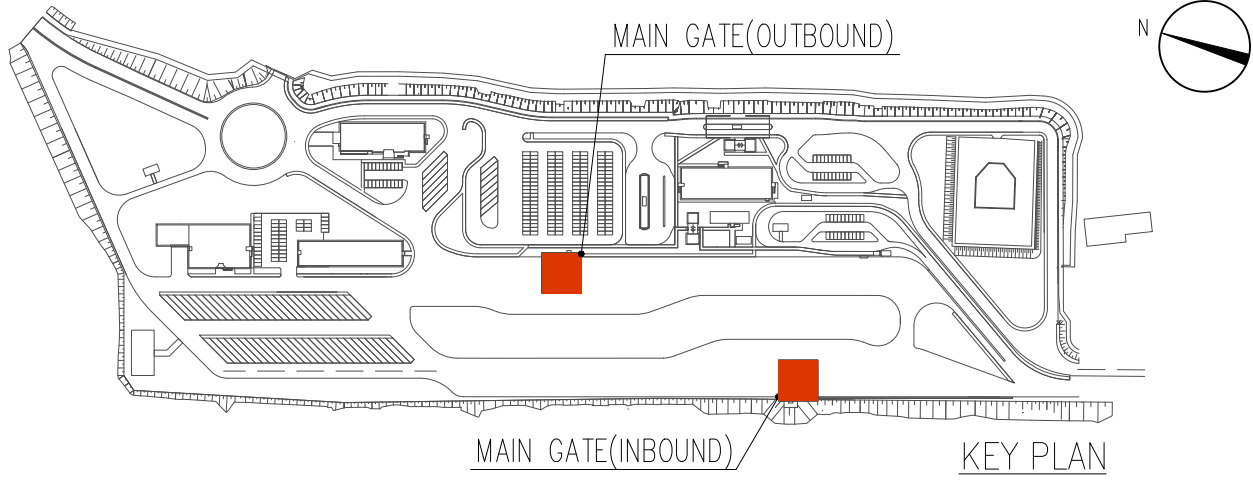 MAIN GATE(OUTBOUND)
N
MAIN GATE(INBOUND)
KEY PLAN